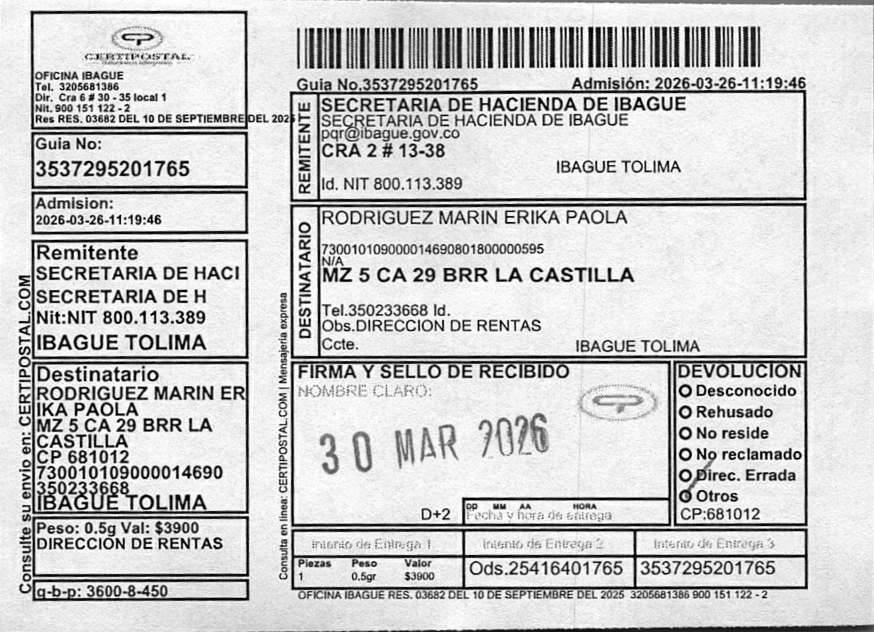 CERTIPOSTAL
OFICINA IBAGUE
Tel. 3205681386
Dir. Cra 6 # 30 - 35 local 1
Nit. 900 151 122 - 2
Res RES. 03682 DEL 10 DE SEPTIEMBRE DEL 2025
Guia No:
3537295201765
Admision:
2026-03-26-11:19:46
Remitente
SECRETARIA DE HACI
SECRETARIA DE H
Nit:NIT 800.113.389
IBAGUE TOLIMA
Destinatario
RODRIGUEZ MARIN ER
IKA PAOLA
MZ 5 CA 29 BRR LA
CASTILLA
CP 681012
730010109000014690
350233668
IBAGUE TOLIMA
Peso: 0.5g Val: $3900
DIRECCION DE RENTAS
q-b-p: 3600-8-450
Consulte su envio en: CERTIPOSTAL.COM
Guia No.3537295201765 Admisión: 2026-03-26-11:19:46
REMITENTE
SECRETARIA DE HACIENDA DE IBAGUE
SECRETARIA DE HACIENDA DE IBAGUE
pqr@ibague.gov.co
CRA 2 # 13-38
IBAGUE TOLIMA
Id. NIT 800.113.389
DESTINATARIO
RODRIGUEZ MARIN ERIKA PAOLA
730010109000014690801800000595
N/A
MZ 5 CA 29 BRR LA CASTILLA
Tel.350233668 Id.
Obs.DIRECCION DE RENTAS
Ccte. IBAGUE TOLIMA
Consulta en linea: CERTIPOSTAL.COM | Mensajeria expresa
FIRMA Y SELLO DE RECIBIDO
NOMBRE CLARO:
30 MAR 2026
D+2
DD MM AA HORA
Fecha y hora de entrega
DEVOLUCIÓN
Desconocido
Rehusado
No reside
No reclamado
Direc. Errada
Otros
CP:681012
Intento de Entrega 1 Intento de Entrega 2 Intento de Entrega 3
Piezas Peso Valor
1 0.5gr $3900
Ods.25416401765 3537295201765
OFICINA IBAGUE RES. 03682 DEL 10 DE SEPTIEMBRE DEL 2025 3205681386 900 151 122 - 2